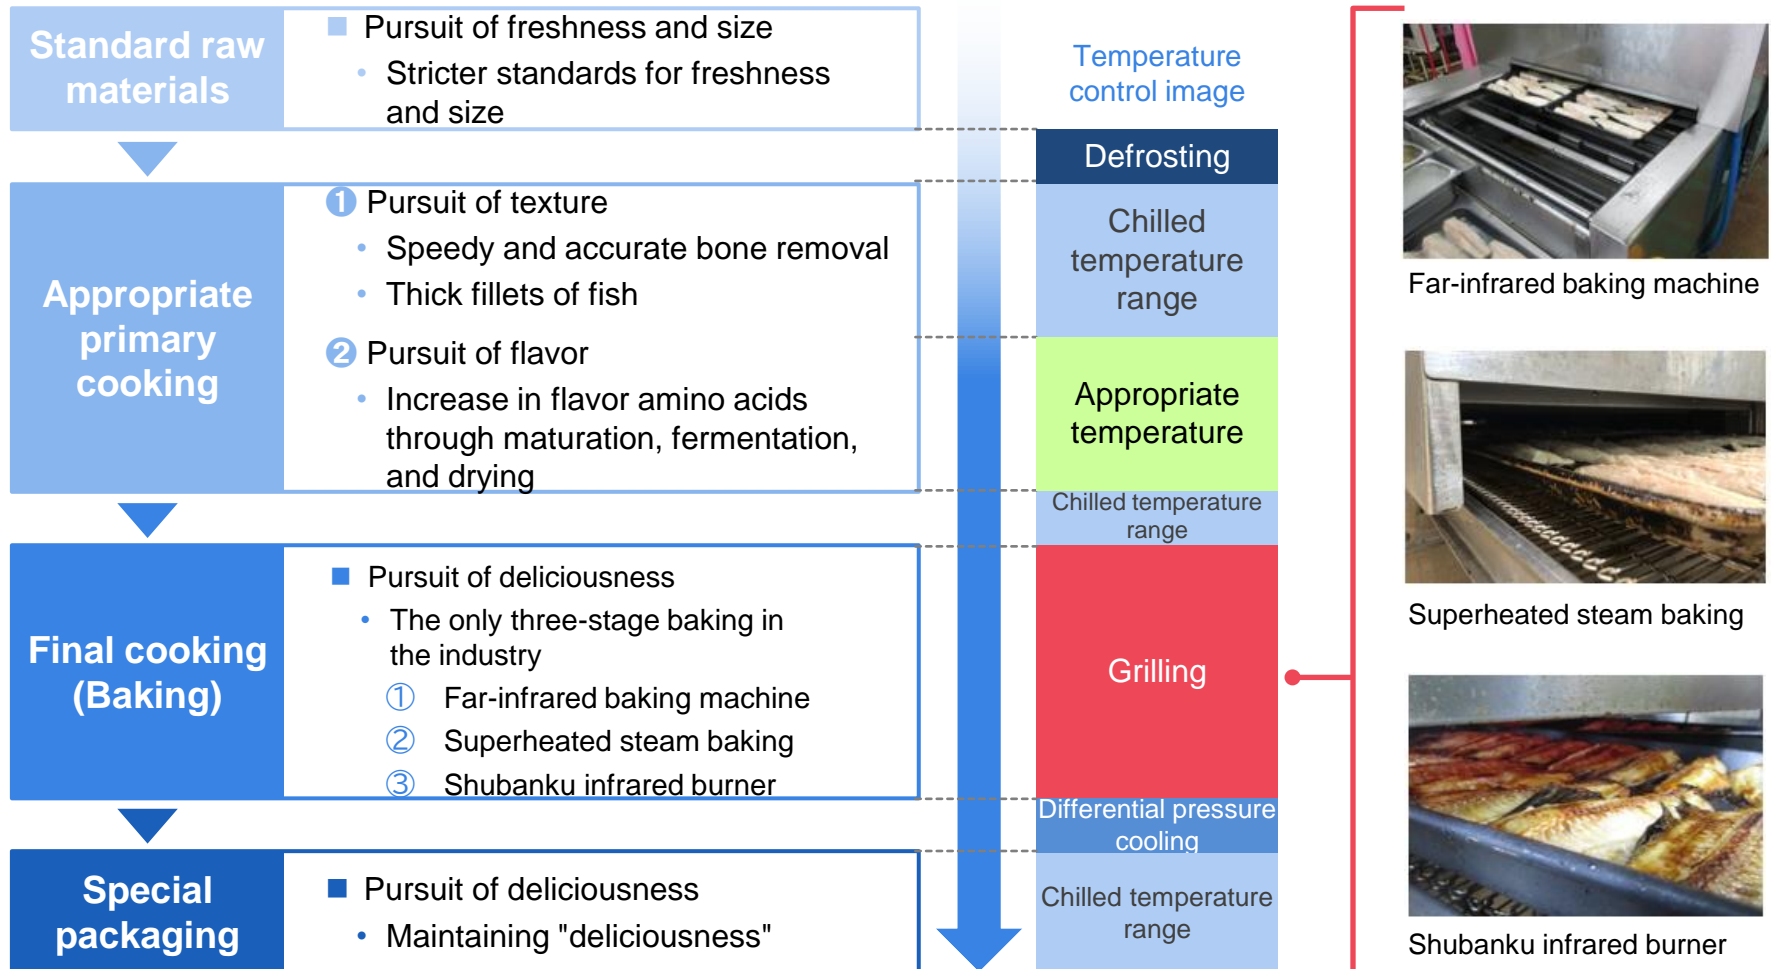 Standard raw
materials
■ Pursuit of freshness and size
• Stricter standards for freshness
and size
Appropriate
primary
cooking
❶ Pursuit of texture
• Speedy and accurate bone removal
• Thick fillets of fish
❷ Pursuit of flavor
• Increase in flavor amino acids
through maturation, fermentation,
and drying
Final cooking
(Baking)
■ Pursuit of deliciousness
• The only three-stage baking in
the industry
① Far-infrared baking machine
② Superheated steam baking
③ Shubanku infrared burner
Special
packaging
■ Pursuit of deliciousness
• Maintaining "deliciousness"
Temperature
control image
Defrosting
Chilled
temperature
range
Appropriate
temperature
Chilled temperature
range
Grilling
Differential pressure
cooling
Chilled temperature
range
Far-infrared baking machine
Superheated steam baking
Shubanku infrared burner